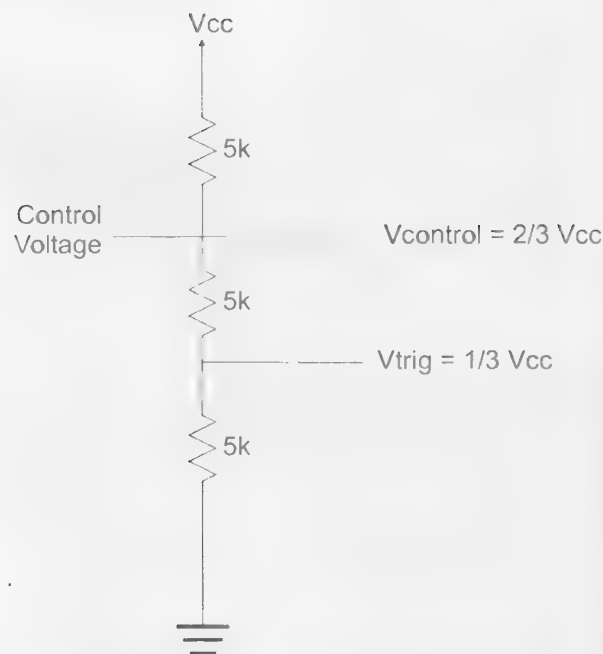 Vcc
5k
Control
Voltage
Vcontrol = 2/3 Vcc
5k
Vtrig = 1/3 Vcc
5k